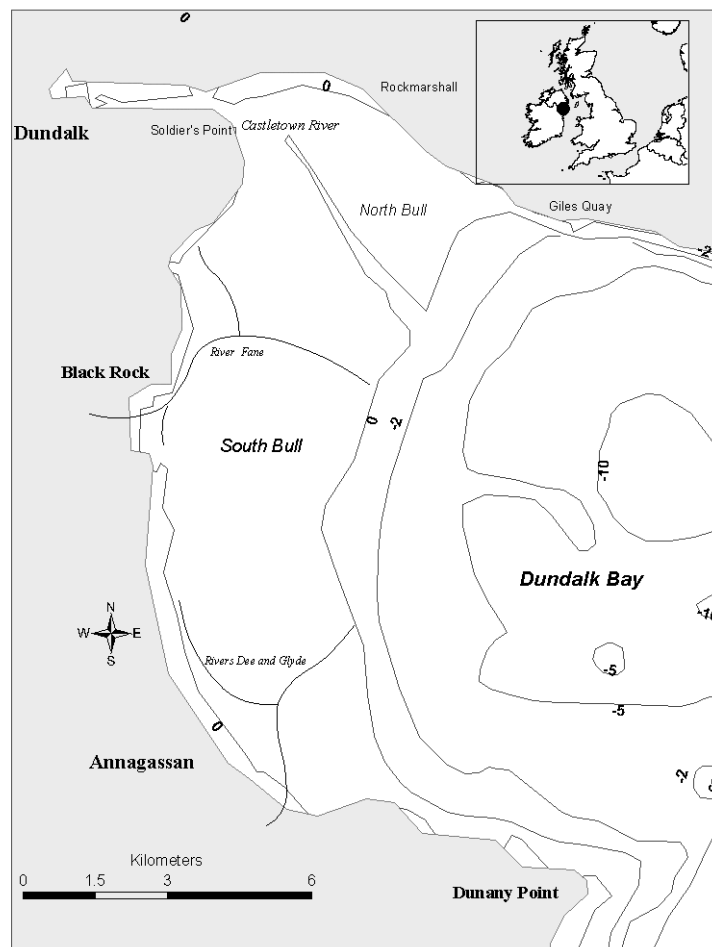 0
Rockmarshall
0
Dundalk
Soldier's Point
Castletown River
North Bull
Giles Quay
-2
Black Rock
River Fane
0
-2
South Bull
-10
Dundalk Bay
N
W E
S
-10
Rivers Dee and Glyde
-5
-5
0
Annagassan
-2
Kilometers
0 1.5 3 6
Dunany Point